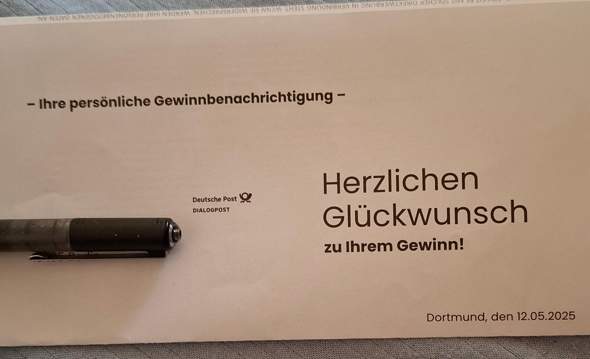 – Ihre persönliche Gewinnbenachrichtigung –
Deutsche Post
DIALOGPOST
Herzlichen
Glückwunsch
zu Ihrem Gewinn!
Dortmund, den 12.05.2025